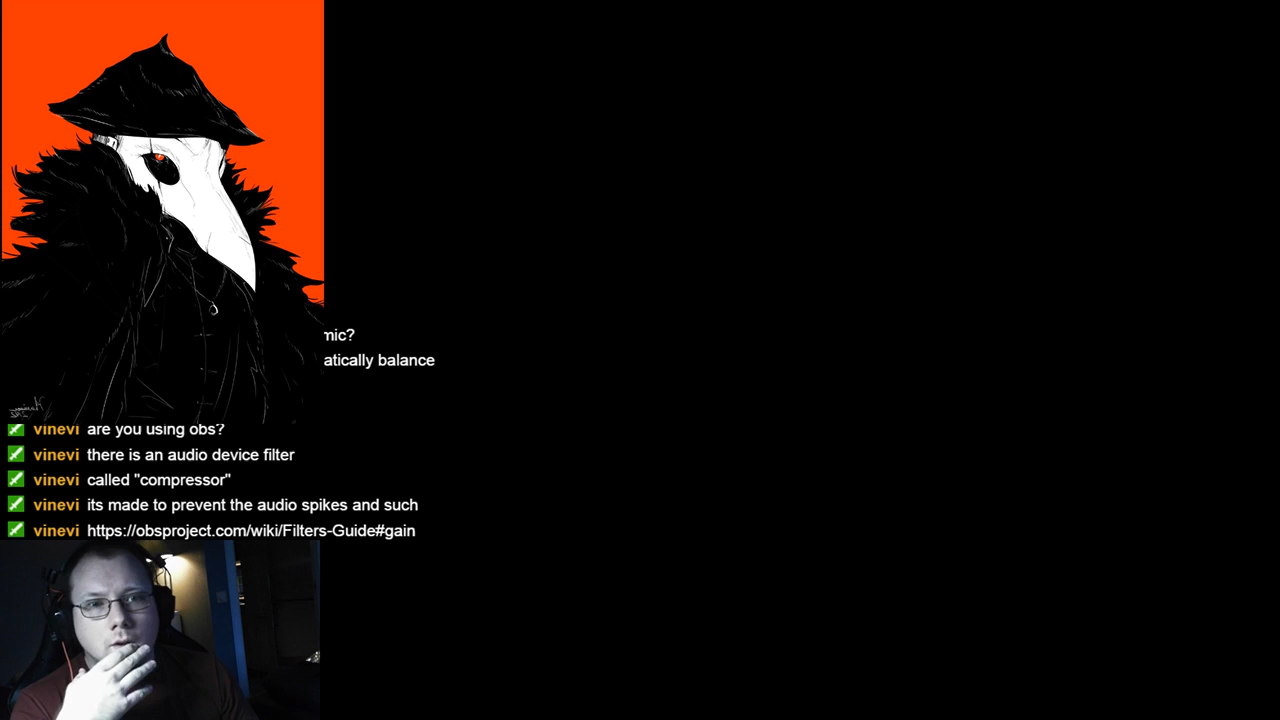 mic?
atically balance
vinevi are you using obs?
vinevi there is an audio device filter
vinevi called "compressor"
vinevi its made to prevent the audio spikes and such
vinevi https://obsproject.com/wiki/Filters-Guide#gain